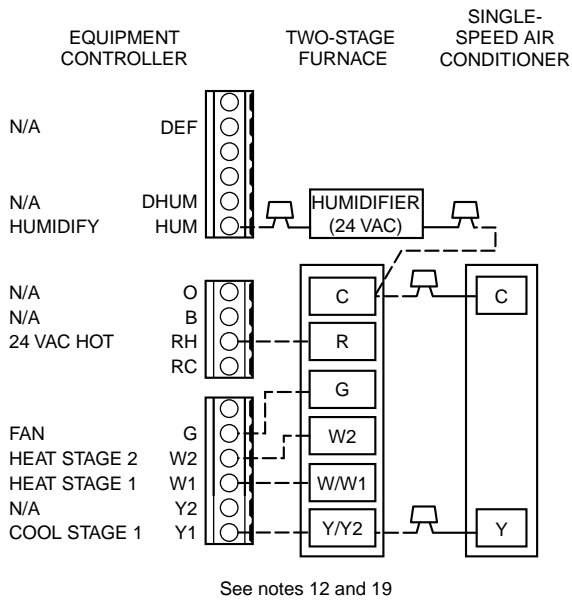 EQUIPMENT
CONTROLLER
TWO-STAGE
FURNACE
SINGLE-
SPEED AIR
CONDITIONER
N/A DEF
N/A DHUM
HUMIDIFY HUM
HUMIDIFIER
(24 VAC)
N/A O
N/A B
24 VAC HOT RH
RC
C
R
G
W2
W/W1
Y/Y2
C
Y
FAN G
HEAT STAGE 2 W2
HEAT STAGE 1 W1
N/A Y2
COOL STAGE 1 Y1
See notes 12 and 19